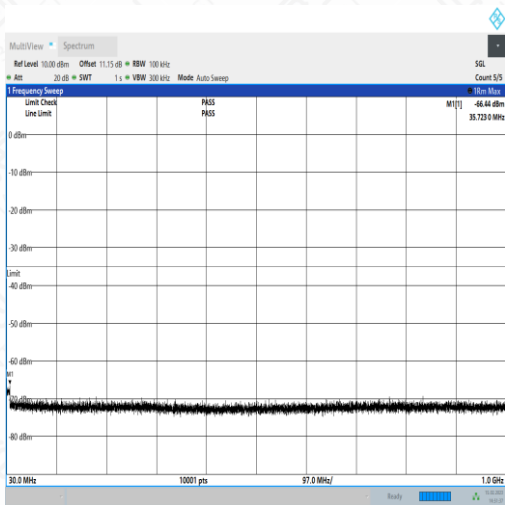 MultiView Spectrum
Ref Level 10.00 dBm Offset 11.15 dB RBW 100 kHz SGL
Att 20 dB SWT 1 s VBW 300 kHz Mode Auto Sweep Count 5/5
1 Frequency Sweep 1Rm Max
Limit Check PASS M1[1] -66.44 dBm
Line Limit PASS 35.723 0 MHz
0 dBm
-10 dBm
-20 dBm
-30 dBm
Limit
-40 dBm
-50 dBm
-60 dBm
M1
-70 dBm
-80 dBm
30.0 MHz 10001 pts 97.0 MHz/ 1.0 GHz
Ready